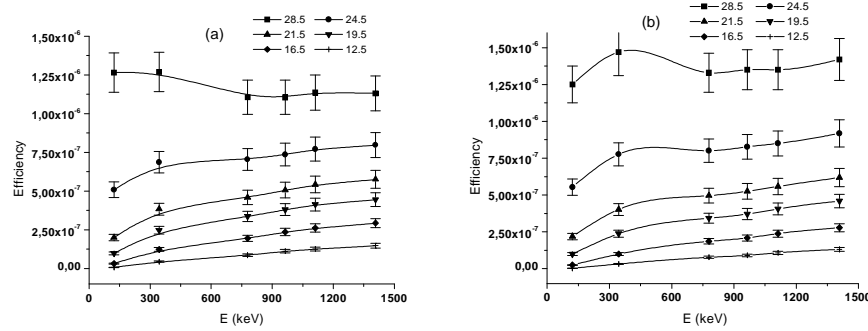 (a)
28.5 24.5
21.5 19.5
16.5 12.5
1,50x10⁻⁶
1,25x10⁻⁶
1,00x10⁻⁶
7,50x10⁻⁷
5,00x10⁻⁷
2,50x10⁻⁷
0,00
Efficiency
0 300 600 900 1200 1500
E (keV)
(b)
28.5 24.5
21.5 19.5
16.5 12.5
1,50x10⁻⁶
1,25x10⁻⁶
1,00x10⁻⁶
7,50x10⁻⁷
5,00x10⁻⁷
2,50x10⁻⁷
0,00
Efficiency
0 300 600 900 1200 1500
E (keV)